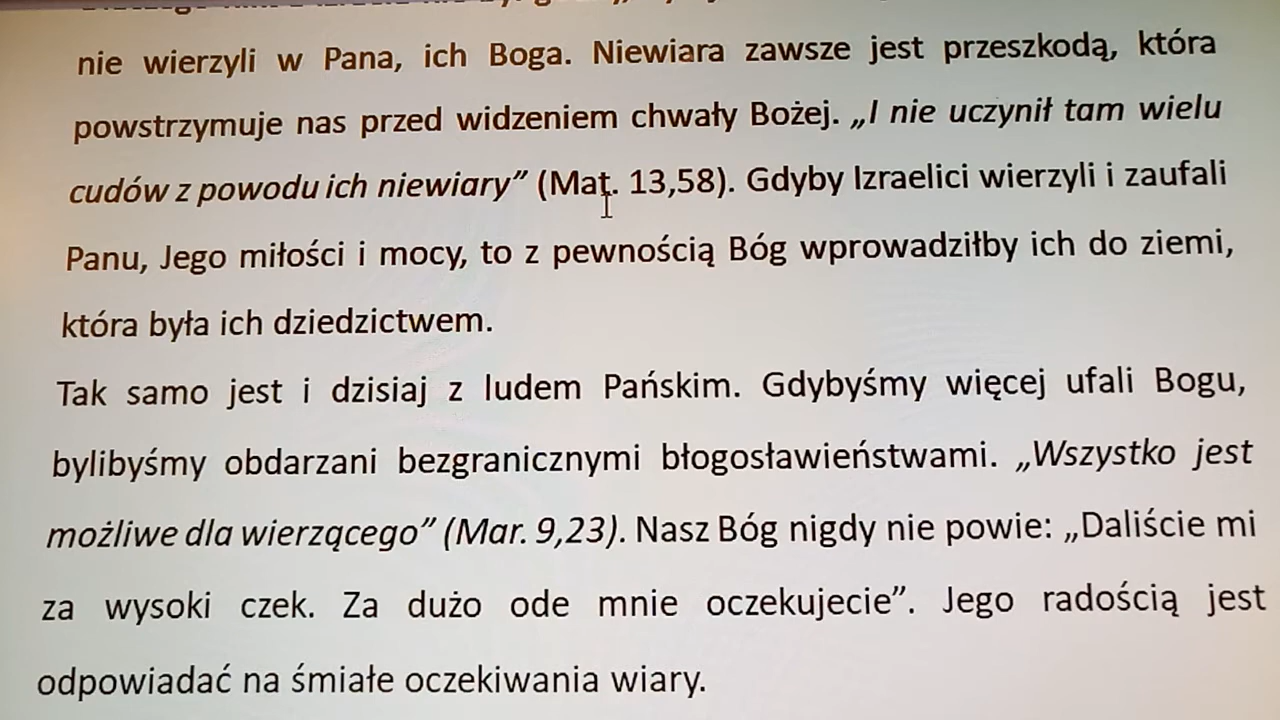 nie wierzyli w Pana, ich Boga. Niewiara zawsze jest przeszkodą, która
powstrzymuje nas przed widzeniem chwały Bożej. „I nie uczynił tam wielu
cudów z powodu ich niewiary” (Mat. 13,58). Gdyby Izraelici wierzyli i zaufali
Panu, Jego miłości i mocy, to z pewnością Bóg wprowadziłby ich do ziemi,
która była ich dziedzictwem.
Tak samo jest i dzisiaj z ludem Pańskim. Gdybyśmy więcej ufali Bogu,
bylibyśmy obdarzani bezgranicznymi błogosławieństwami. „Wszystko jest
możliwe dla wierzącego” (Mar. 9,23). Nasz Bóg nigdy nie powie: „Daliście mi
za wysoki czek. Za dużo ode mnie oczekujecie”. Jego radością jest
odpowiadać na śmiałe oczekiwania wiary.